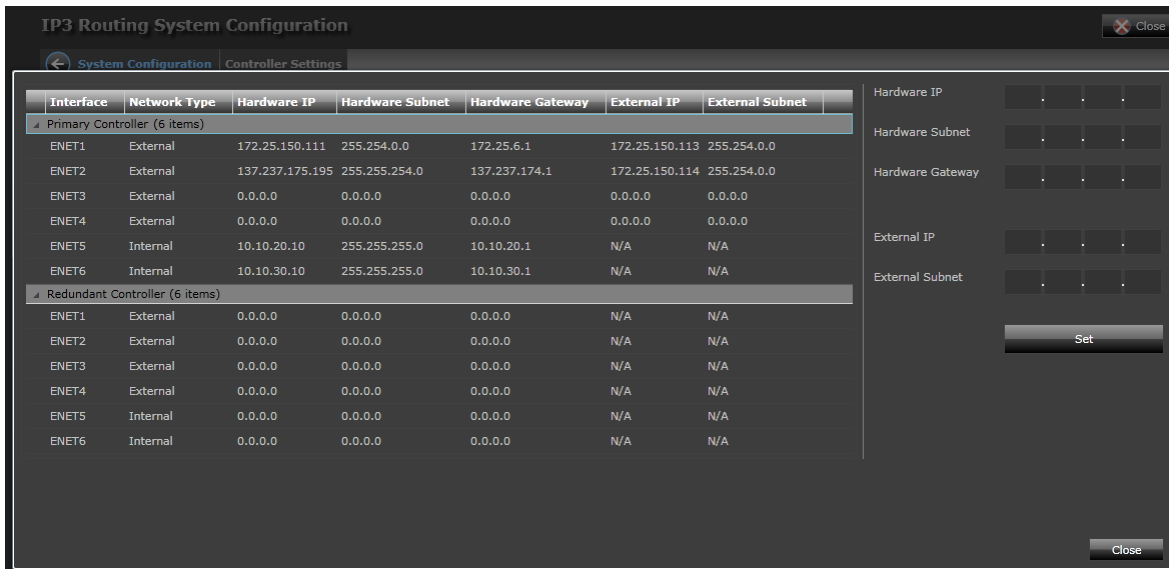 IP3 Routing System Configuration
Close
System Configuration Controller Settings
Interface Network Type Hardware IP Hardware Subnet Hardware Gateway External IP External Subnet
Primary Controller (6 items)
ENET1 External 172.25.150.111 255.254.0.0 172.25.6.1 172.25.150.113 255.254.0.0
ENET2 External 137.237.175.195 255.255.254.0 137.237.174.1 172.25.150.114 255.254.0.0
ENET3 External 0.0.0.0 0.0.0.0 0.0.0.0 0.0.0.0 0.0.0.0
ENET4 External 0.0.0.0 0.0.0.0 0.0.0.0 0.0.0.0 0.0.0.0
ENET5 Internal 10.10.20.10 255.255.255.0 10.10.20.1 N/A N/A
ENET6 Internal 10.10.30.10 255.255.255.0 10.10.30.1 N/A N/A
Redundant Controller (6 items)
ENET1 External 0.0.0.0 0.0.0.0 0.0.0.0 N/A N/A
ENET2 External 0.0.0.0 0.0.0.0 0.0.0.0 N/A N/A
ENET3 External 0.0.0.0 0.0.0.0 0.0.0.0 N/A N/A
ENET4 External 0.0.0.0 0.0.0.0 0.0.0.0 N/A N/A
ENET5 Internal 0.0.0.0 0.0.0.0 0.0.0.0 N/A N/A
ENET6 Internal 0.0.0.0 0.0.0.0 0.0.0.0 N/A N/A
Hardware IP . . .
Hardware Subnet . . .
Hardware Gateway . . .
External IP . . .
External Subnet . . .
Set
Close